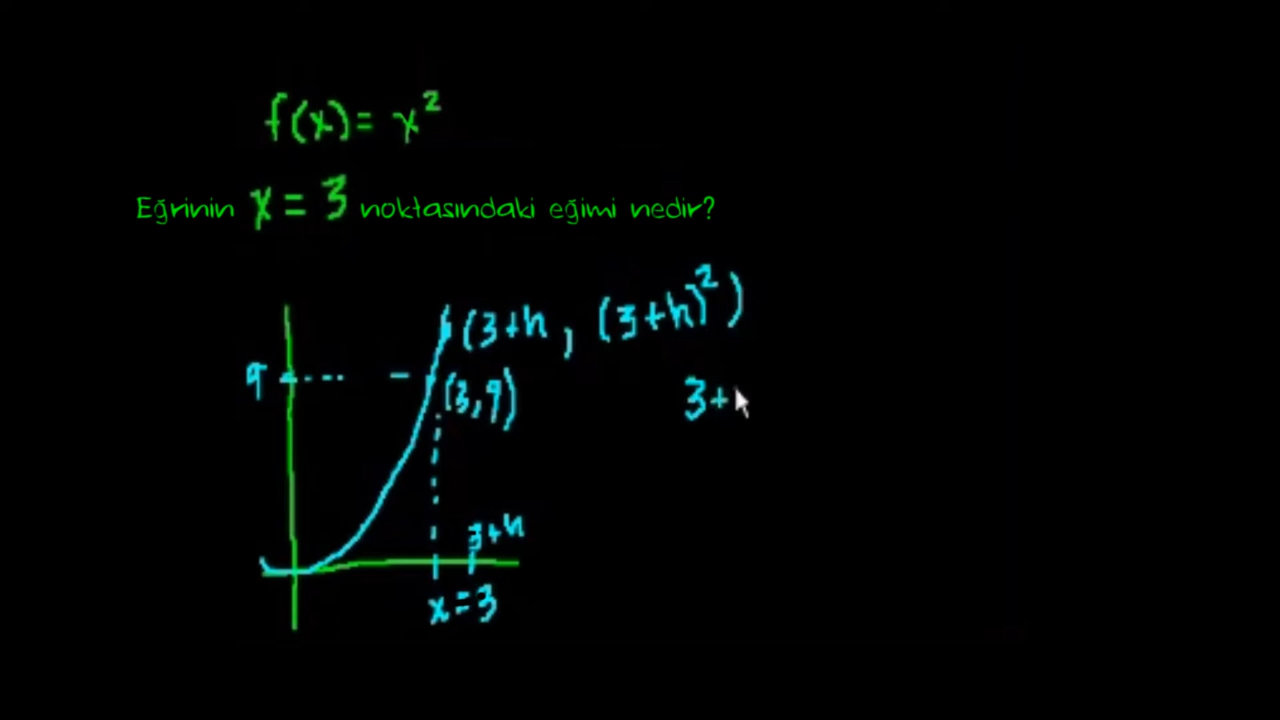 f(x) = x²
Eğrinin x = 3 noktasındaki eğimi nedir?
(3+h, (3+h)²)
9
(3,9)
3+
3+h
x=3